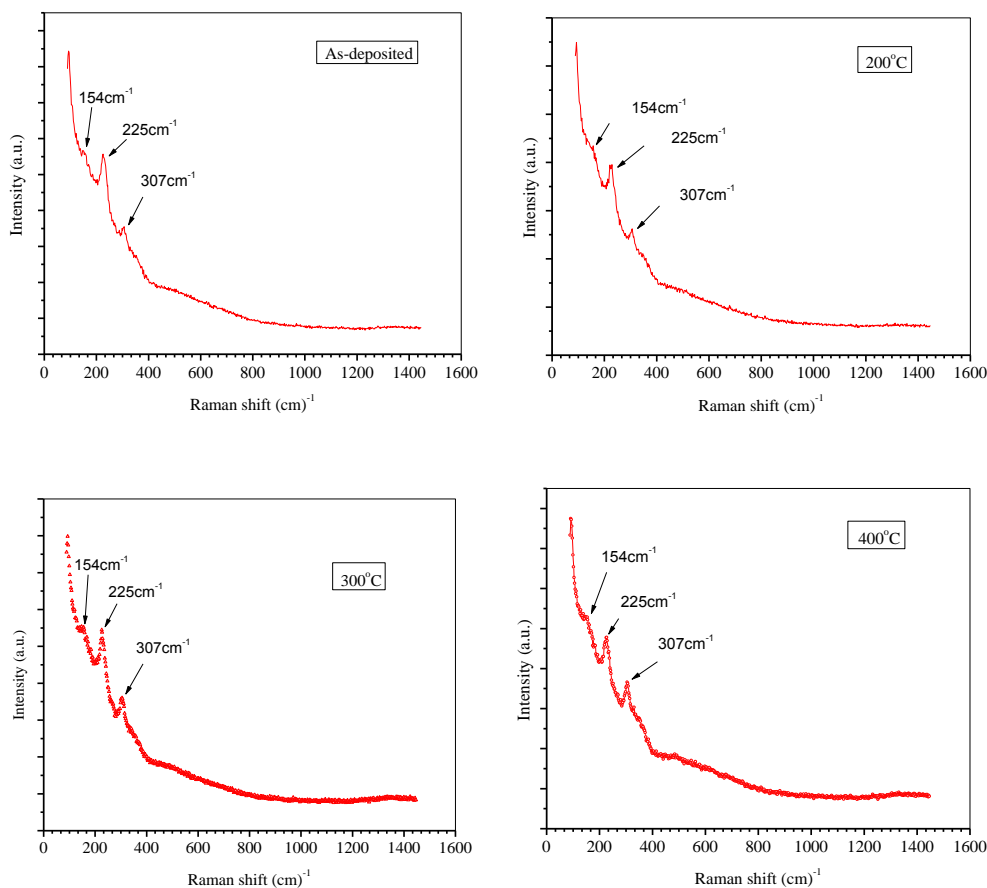 As-deposited
154cm⁻¹
225cm⁻¹
307cm⁻¹
Intensity (a.u.)
0 200 400 600 800 1000 1200 1400 1600
Raman shift (cm)⁻¹
200°C
154cm⁻¹
225cm⁻¹
307cm⁻¹
Intensity (a.u.)
0 200 400 600 800 1000 1200 1400 1600
Raman shift (cm)⁻¹
300°C
154cm⁻¹
225cm⁻¹
307cm⁻¹
Intensity (a.u.)
0 200 400 600 800 1000 1200 1400 1600
Raman shift (cm)⁻¹
400°C
154cm⁻¹
225cm⁻¹
307cm⁻¹
Intensity (a.u.)
0 200 400 600 800 1000 1200 1400 1600
Raman shift (cm)⁻¹